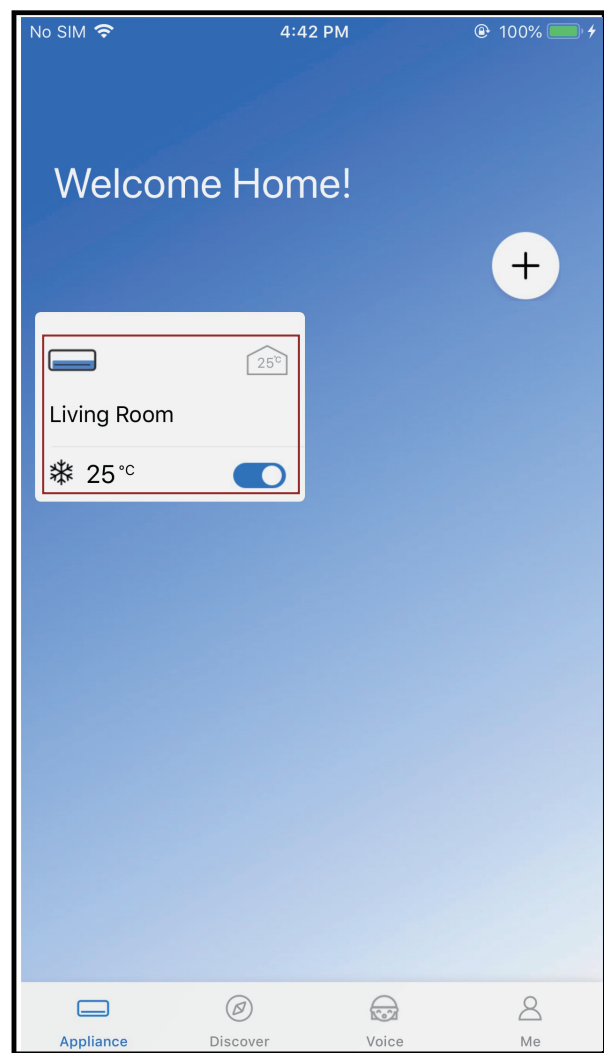 No SIM 4:42 PM 100%
Welcome Home!
+
25℃
Living Room
25 °C
Appliance Discover Voice Me